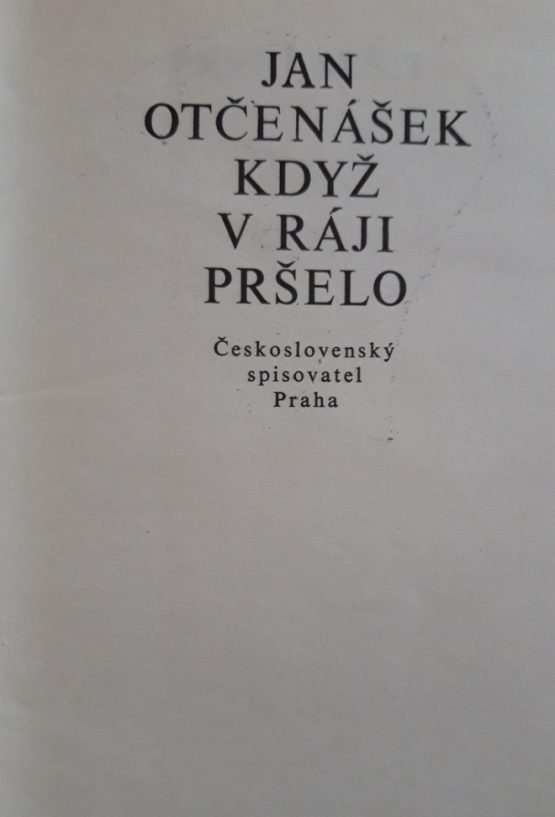 JAN
OTČENÁŠEK
KDYŽ
V RÁJI
PRŠELO
Československý
spisovatel
Praha